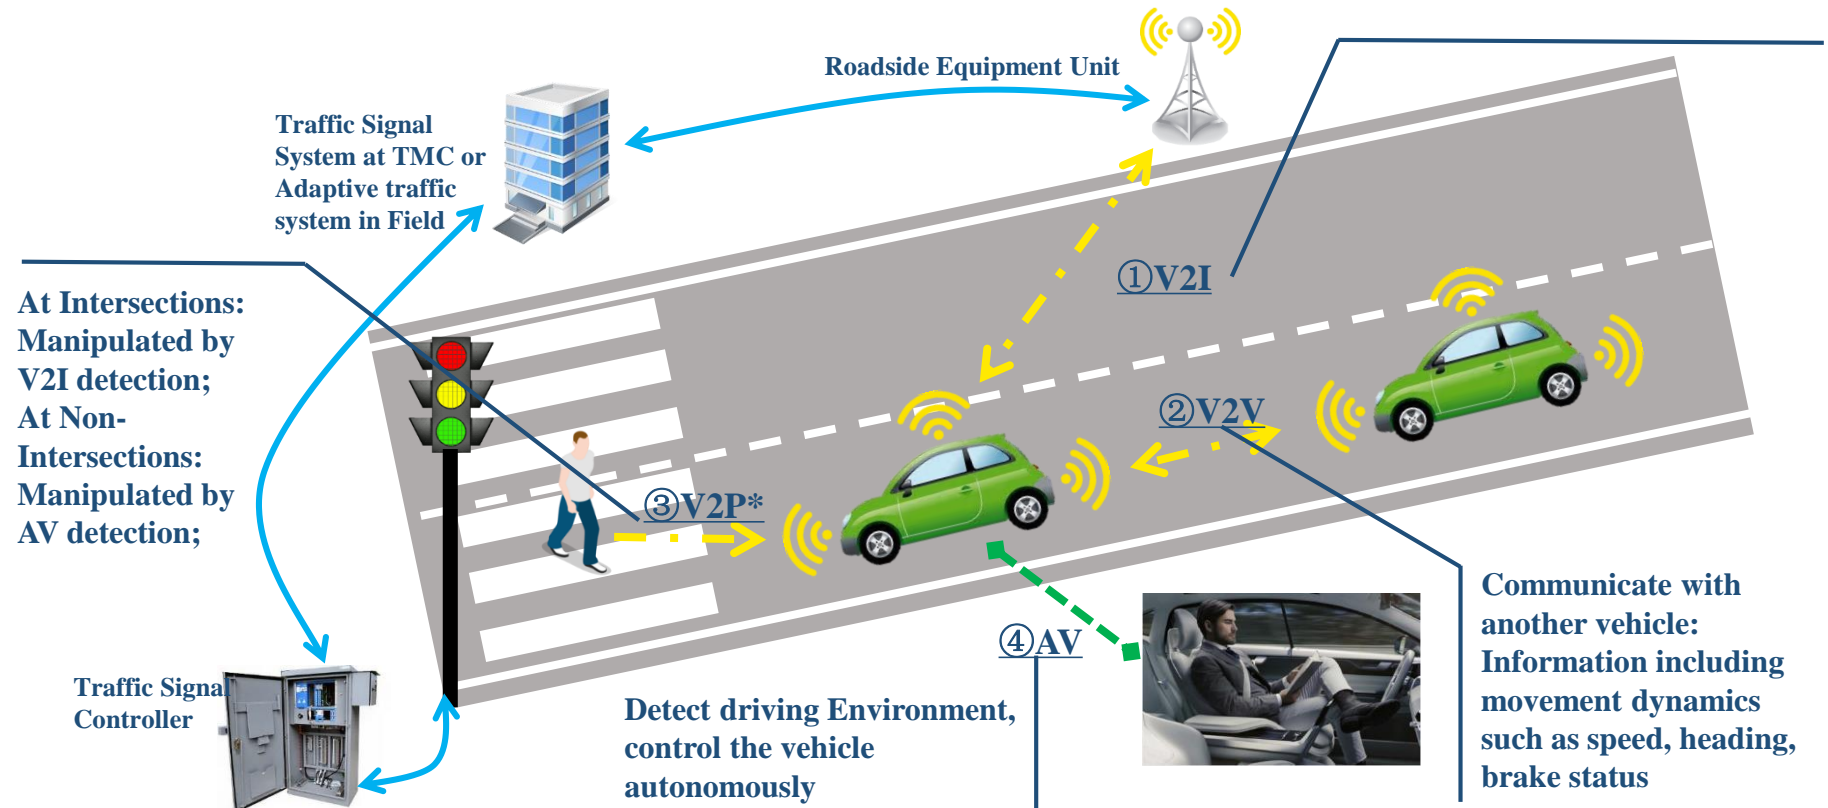 Roadside Equipment Unit
Traffic Signal
System at TMC or
Adaptive traffic
system in Field
①V2I
At Intersections:
Manipulated by
V2I detection;
At Non-
Intersections:
Manipulated by
AV detection;
②V2V
③V2P*
④AV
Communicate with
another vehicle:
Information including
movement dynamics
such as speed, heading,
brake status
Traffic Signal
Controller
Detect driving Environment,
control the vehicle
autonomously